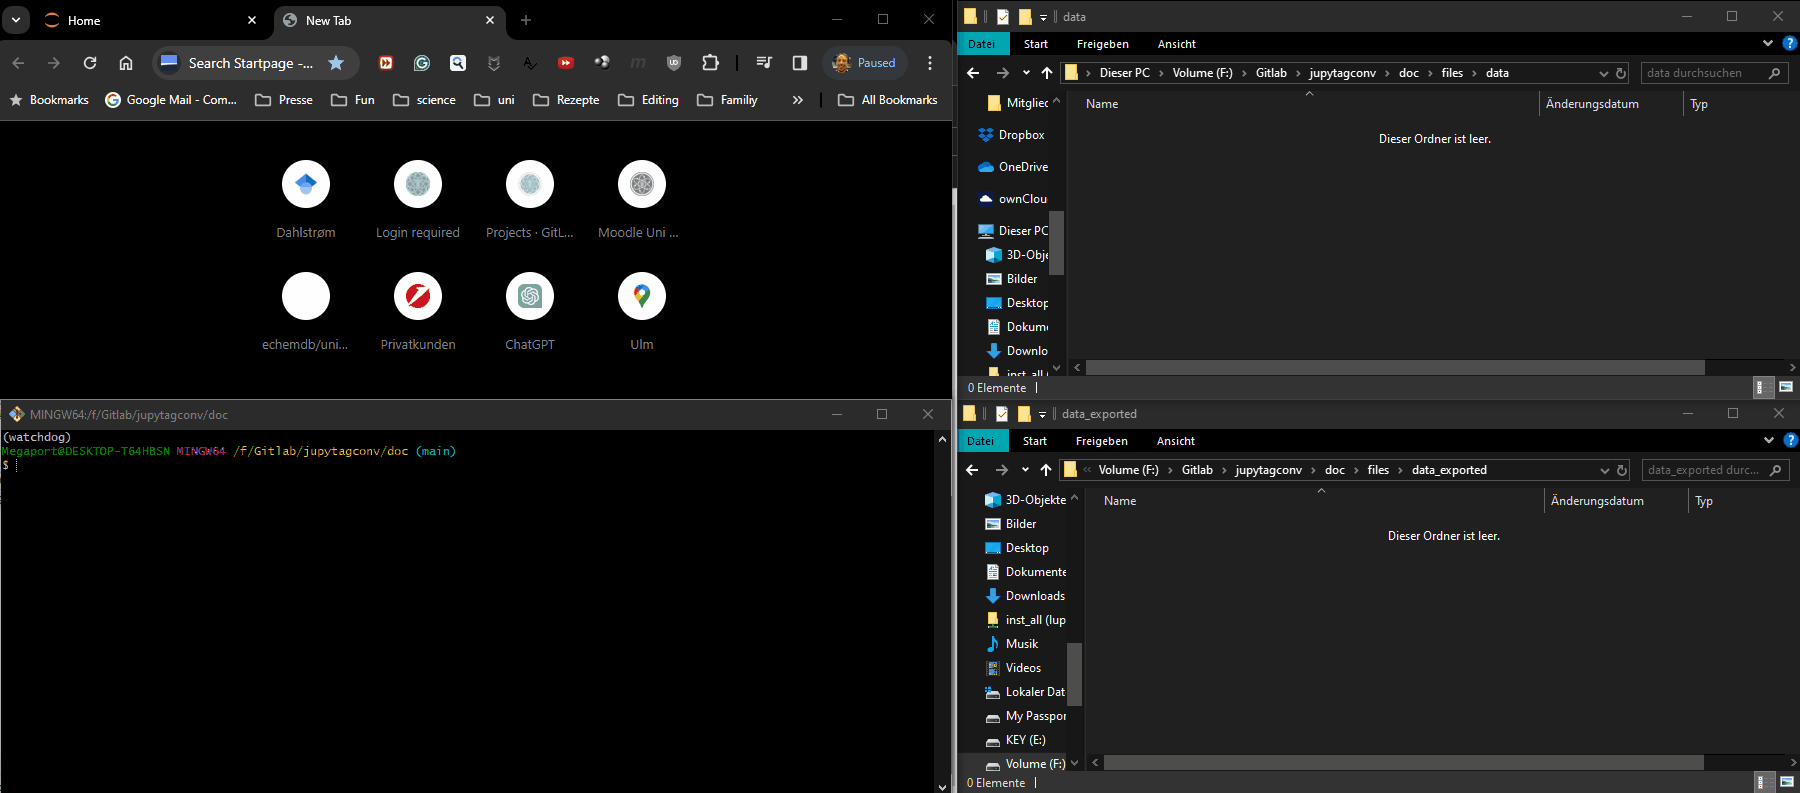 Home
New Tab
Search Startpage -...
Paused
Bookmarks
Google Mail - Com...
Presse
Fun
science
uni
Rezepte
Editing
Familiy
»
All Bookmarks
Dahlstrøm
Login required
Projects · GitL...
Moodle Uni ...
echemdb/uni...
Privatkunden
ChatGPT
Ulm
MINGW64:/f/Gitlab/jupytagconv/doc
(watchdog)
Megaport@DESKTOP-T64HBSN MINGW64 /f/Gitlab/jupytagconv/doc (main)
$
data
Datei Start Freigeben Ansicht
Dieser PC > Volume (F:) > Gitlab > jupytagconv > doc > files > data
data durchsuchen
Name Änderungsdatum Typ
Dieser Ordner ist leer.
Mitglied
Dropbox
OneDrive
ownClou
Dieser PC
3D-Obje
Bilder
Desktop
Dokume
Downlo
inst_all (
0 Elemente
data_exported
Datei Start Freigeben Ansicht
« Volume (F:) > Gitlab > jupytagconv > doc > files > data_exported
data_exported durc...
Name Änderungsdatum Typ
Dieser Ordner ist leer.
3D-Objekte
Bilder
Desktop
Dokumente
Downloads
inst_all (lup
Musik
Videos
Lokaler Dat
My Passpor
KEY (E:)
Volume (F:)
0 Elemente